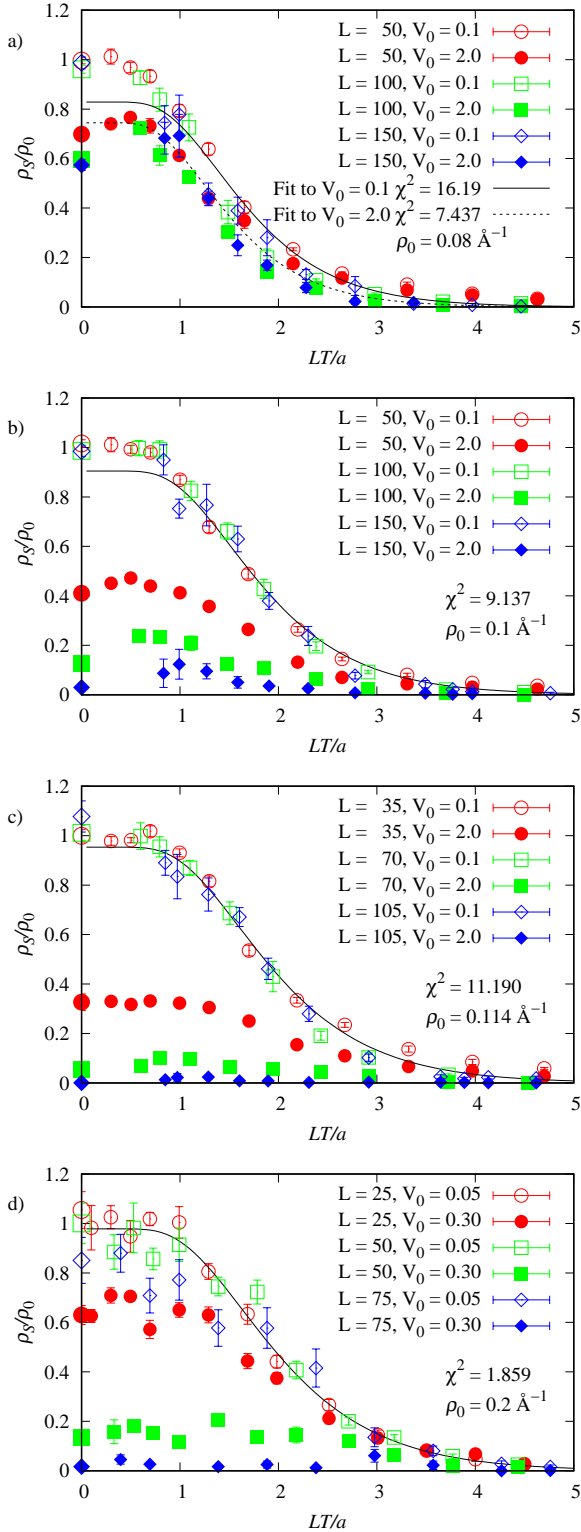 a)
1.2
1
0.8
0.6
0.4
0.2
0
ρS/ρ0
L = 50, V0 = 0.1
L = 50, V0 = 2.0
L = 100, V0 = 0.1
L = 100, V0 = 2.0
L = 150, V0 = 0.1
L = 150, V0 = 2.0
Fit to V0 = 0.1 χ² = 16.19
Fit to V0 = 2.0 χ² = 7.437
ρ0 = 0.08 Å⁻¹
0 1 2 3 4 5
LT/a
b)
1.2
1
0.8
0.6
0.4
0.2
0
ρS/ρ0
L = 50, V0 = 0.1
L = 50, V0 = 2.0
L = 100, V0 = 0.1
L = 100, V0 = 2.0
L = 150, V0 = 0.1
L = 150, V0 = 2.0
χ² = 9.137
ρ0 = 0.1 Å⁻¹
0 1 2 3 4 5
LT/a
c)
1.2
1
0.8
0.6
0.4
0.2
0
ρS/ρ0
L = 35, V0 = 0.1
L = 35, V0 = 2.0
L = 70, V0 = 0.1
L = 70, V0 = 2.0
L = 105, V0 = 0.1
L = 105, V0 = 2.0
χ² = 11.190
ρ0 = 0.114 Å⁻¹
0 1 2 3 4 5
LT/a
d)
1.2
1
0.8
0.6
0.4
0.2
0
ρS/ρ0
L = 25, V0 = 0.05
L = 25, V0 = 0.30
L = 50, V0 = 0.05
L = 50, V0 = 0.30
L = 75, V0 = 0.05
L = 75, V0 = 0.30
χ² = 1.859
ρ0 = 0.2 Å⁻¹
0 1 2 3 4 5
LT/a